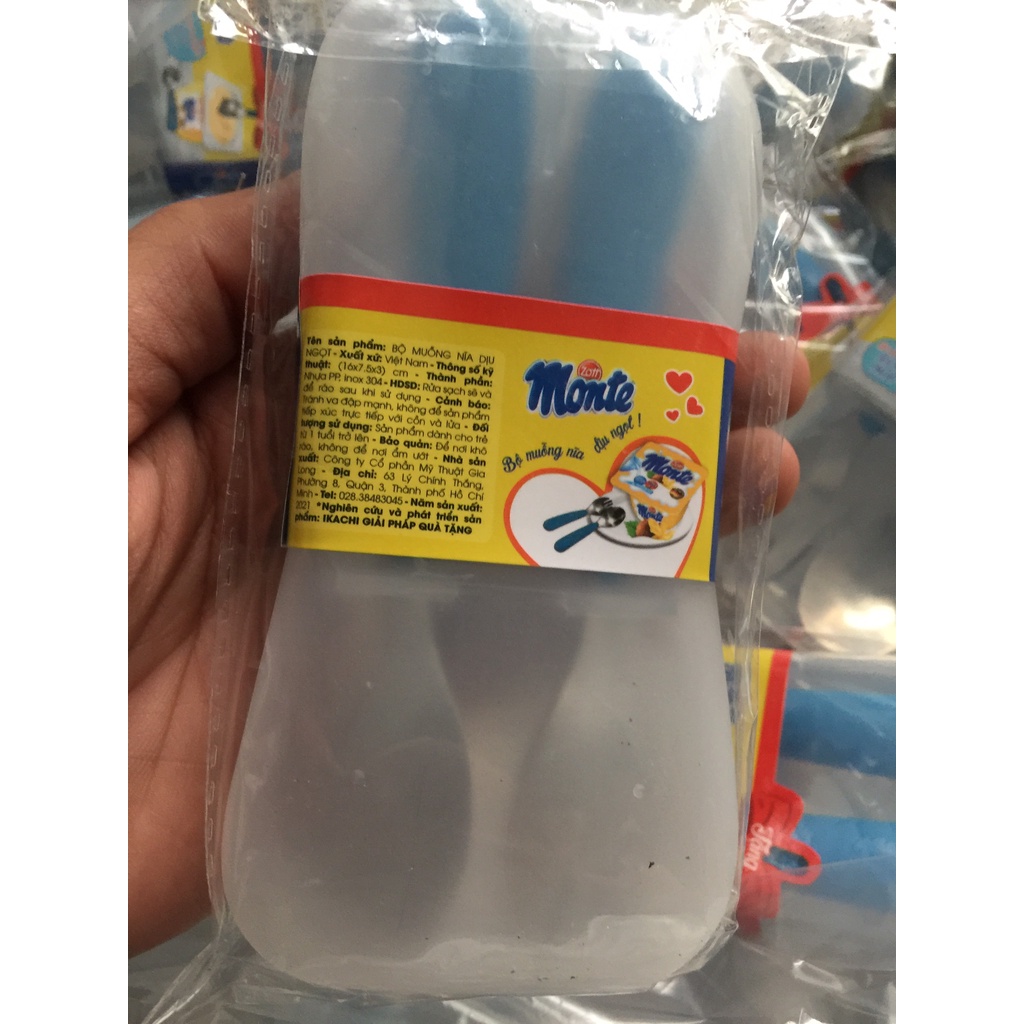 Tên sản phẩm: BỘ MUỖNG NĨA DỊU
NGỌT - Xuất xứ: Việt Nam - Thông số kỹ
thuật: (16x7.5x3) cm - Thành phần:
Nhựa PP, inox 304 - HDSD: Rửa sạch sẽ và
để ráo sau khi sử dụng - Cảnh báo:
Tránh va đập mạnh, không để sản phẩm
tiếp xúc trực tiếp với cồn và lửa - Đối
tượng sử dụng: Sản phẩm dành cho trẻ
từ 1 tuổi trở lên - Bảo quản: Để nơi khô
ráo, không để nơi ẩm ướt - Nhà sản
xuất: Công ty Cổ phần Mỹ Thuật Gia
Long - Địa chỉ: 63 Lý Chính Thắng,
Phường 8, Quận 3, Thành phố Hồ Chí
Minh - Tel: 028.38483045 - Năm sản xuất:
2021 *Nghiên cứu và phát triển sản
phẩm: IKACHI GIẢI PHÁP QUÀ TẶNG
Zott
Monte
Bộ muỗng nĩa dịu ngọt !
Monte
Monte